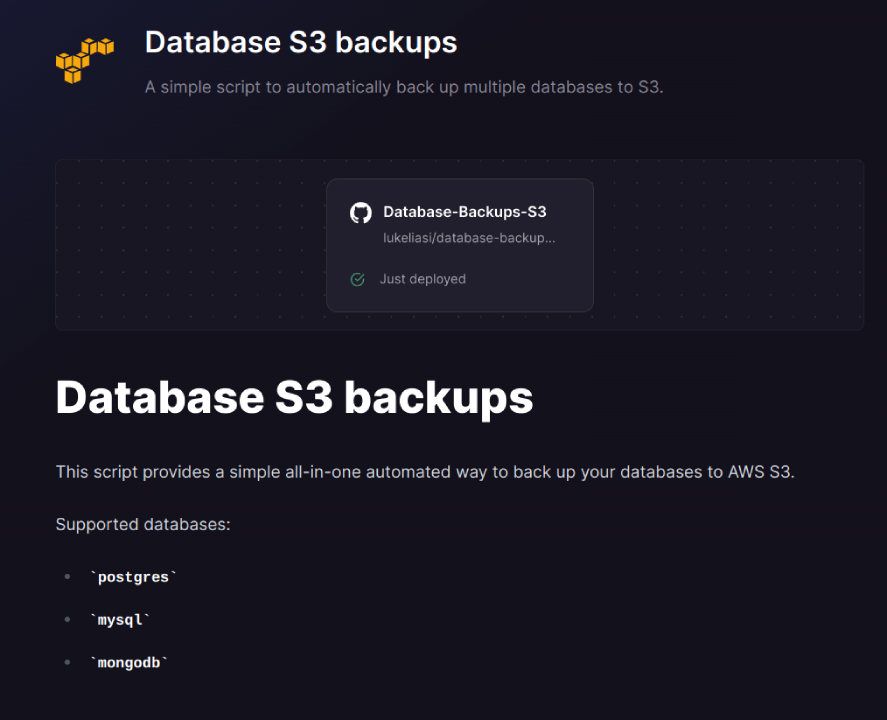 Database S3 backups
A simple script to automatically back up multiple databases to S3.
Database-Backups-S3
lukeliasi/database-backup...
Just deployed
Database S3 backups
This script provides a simple all-in-one automated way to back up your databases to AWS S3.
Supported databases:
• `postgres`
• `mysql`
• `mongodb`